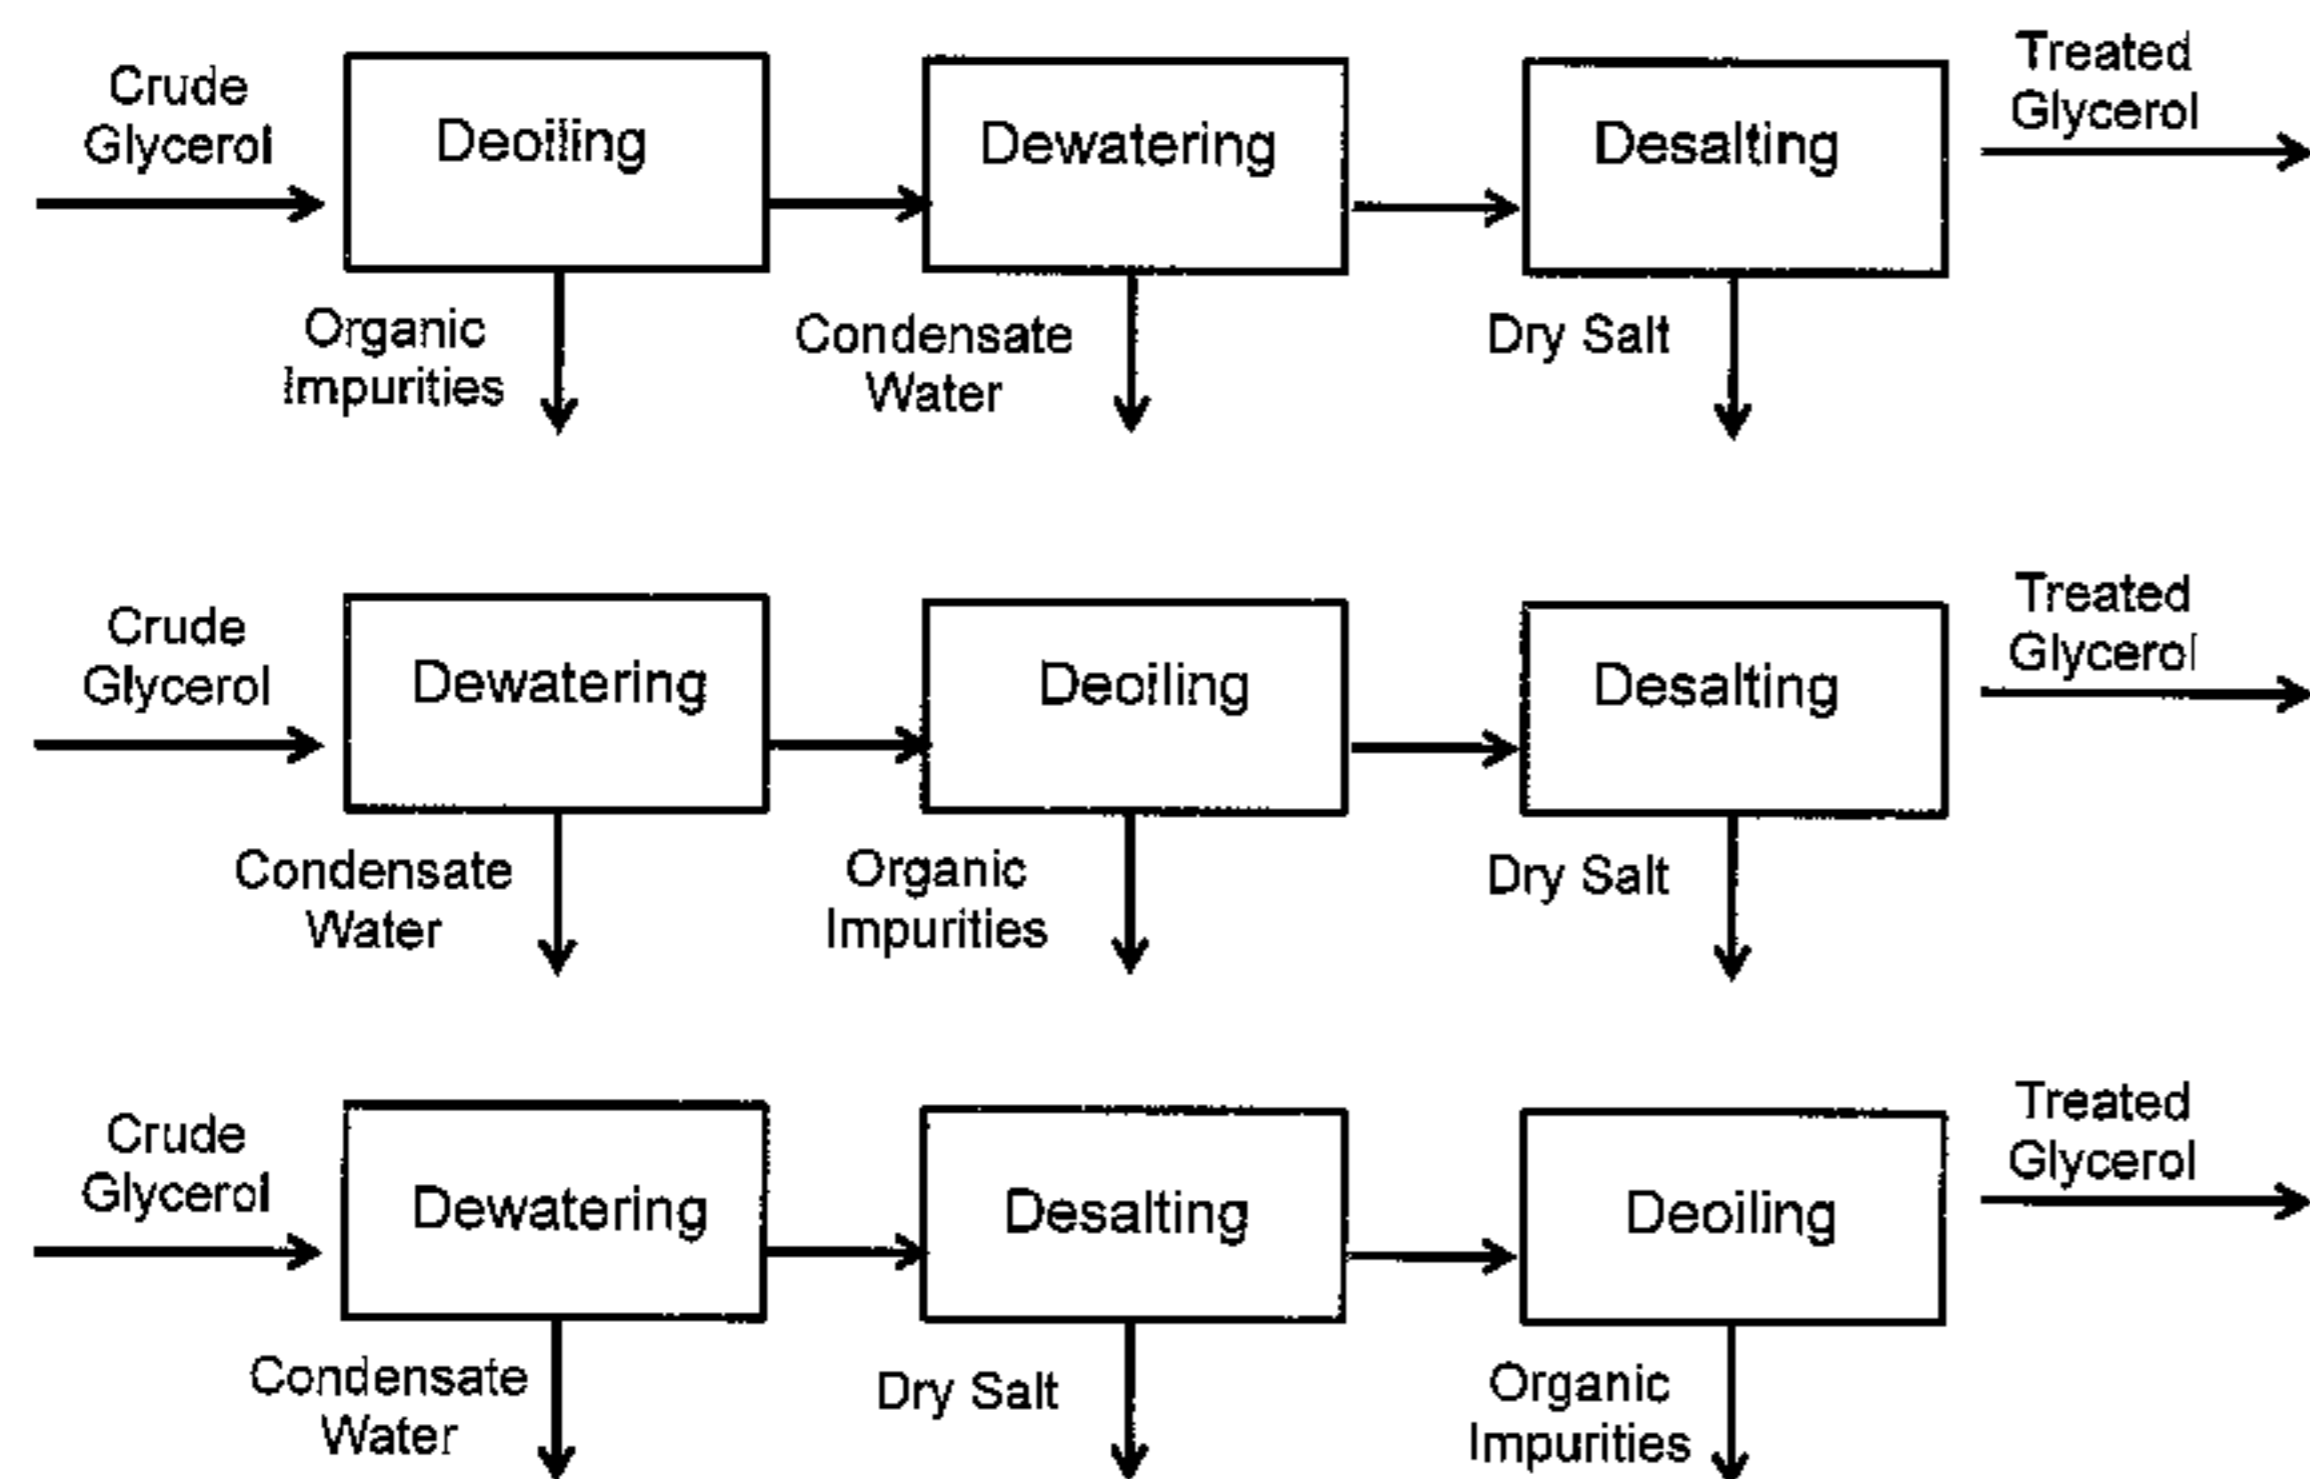 Crude
Glycerol
Deoiling
Dewatering
Desalting
Treated
Glycerol
Organic
Impurities
Condensate
Water
Dry Salt
Crude
Glycerol
Dewatering
Deoiling
Desalting
Treated
Glycerol
Condensate
Water
Organic
Impurities
Dry Salt
Crude
Glycerol
Dewatering
Desalting
Deoiling
Treated
Glycerol
Condensate
Water
Dry Salt
Organic
Impurities